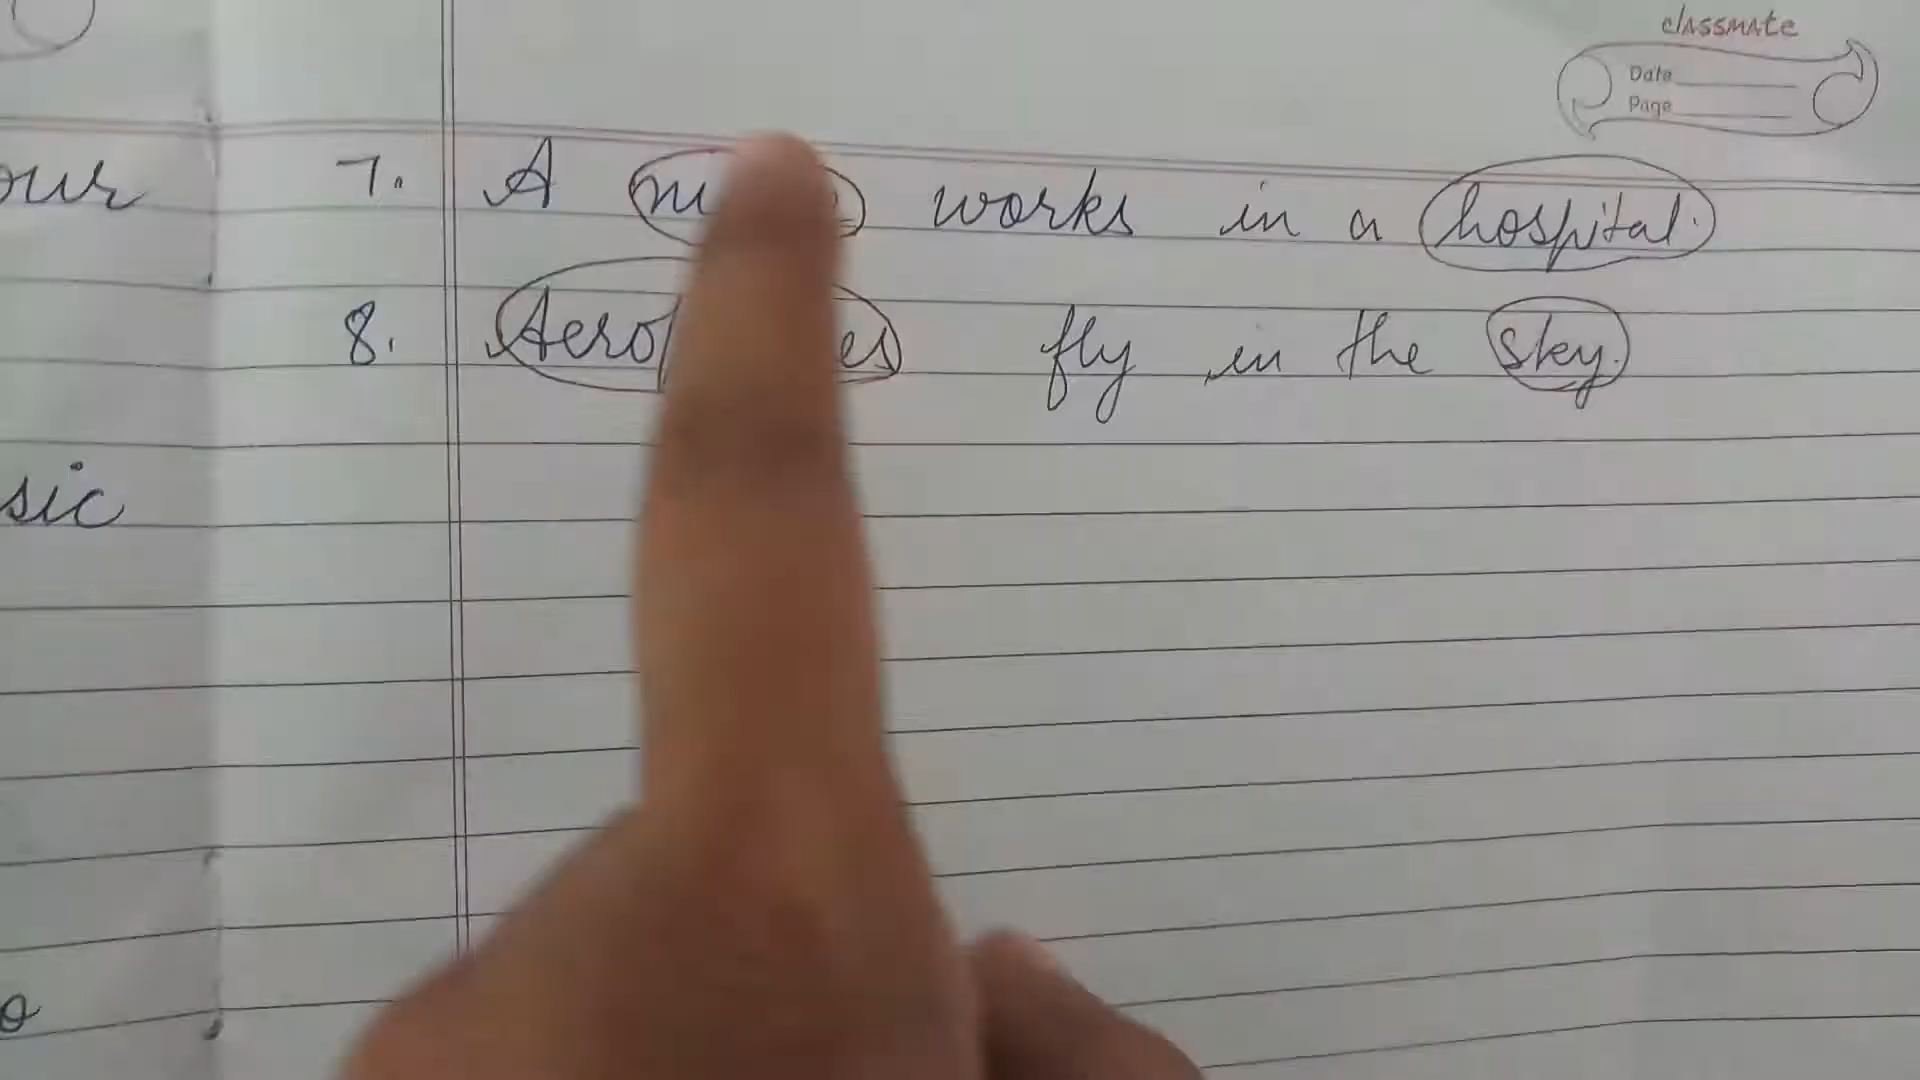 classmate
Date
Page
our
7. A works in a hospital.
8. fly in the sky.
sic